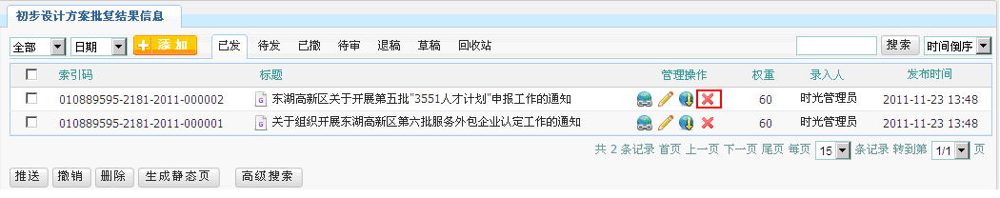 初步设计方案批复结果信息
全部 日期 添加 已发 待发 已撤 待审 退稿 草稿 回收站 搜索 时间倒序
索引码 标题 管理操作 权重 录入人 发布时间
010889595-2181-2011-000002 东湖高新区关于开展第五批"3551人才计划"申报工作的通知 60 时光管理员 2011-11-23 13:48
010889595-2181-2011-000001 关于组织开展东湖高新区第六批服务外包企业认定工作的通知 60 时光管理员 2011-11-23 13:48
共 2 条记录 首页 上一页 下一页 尾页 每页 15 条记录 转到第 1/1 页
推送 撤销 删除 生成静态页 高级搜索